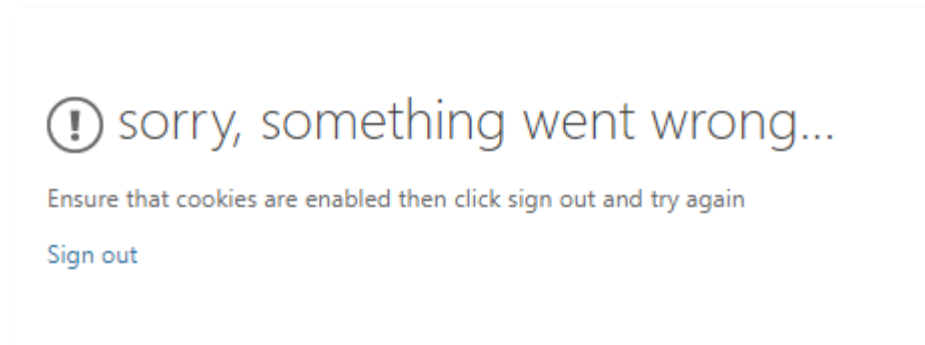 sorry, something went wrong...
Ensure that cookies are enabled then click sign out and try again
Sign out